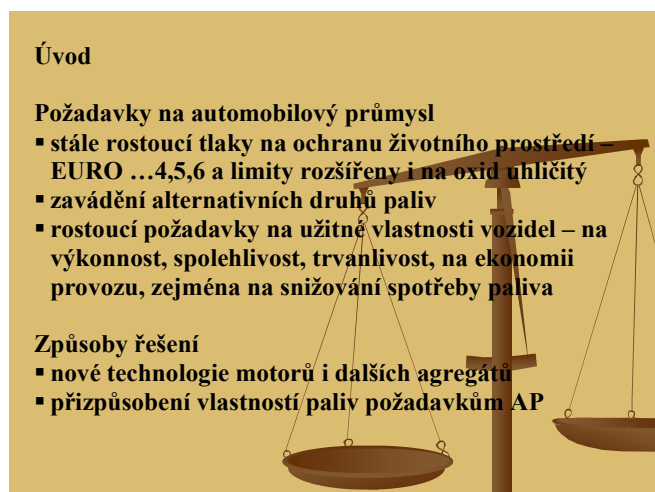 Úvod
Požadavky na automobilový průmysl
▪ stále rostoucí tlaky na ochranu životního prostředí –
EURO …4,5,6 a limity rozšířeny i na oxid uhličitý
▪ zavádění alternativních druhů paliv
▪ rostoucí požadavky na užitné vlastnosti vozidel – na
výkonnost, spolehlivost, trvanlivost, na ekonomii
provozu, zejména na snižování spotřeby paliva
Způsoby řešení
▪ nové technologie motorů i dalších agregátů
▪ přizpůsobení vlastností paliv požadavkům AP